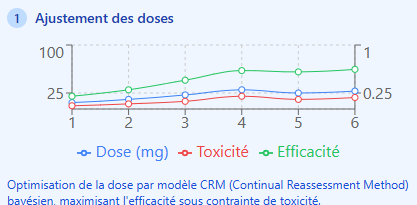 1 Ajustement des doses
100 1
25 0.25
1 2 3 4 5 6
Dose (mg) Toxicité Efficacité
Optimisation de la dose par modèle CRM (Continual Reassessment Method)
bayésien, maximisant l'efficacité sous contrainte de toxicité.